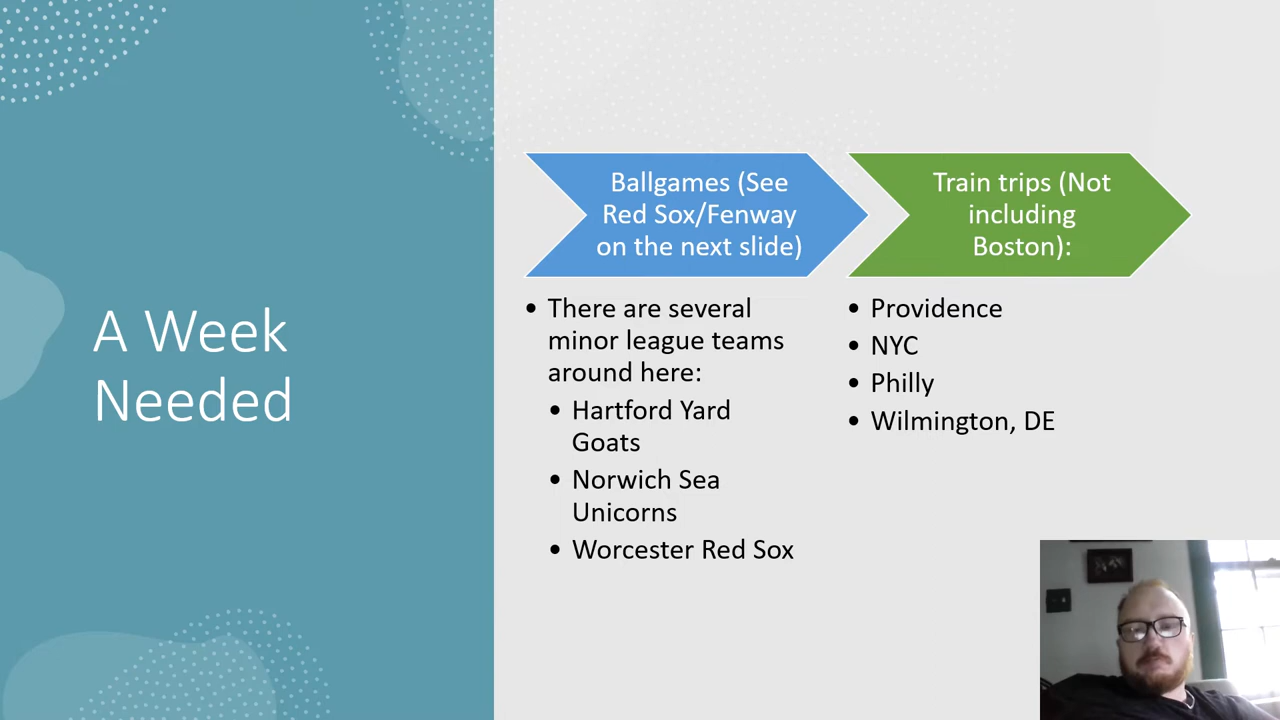 A Week
Needed
Ballgames (See
Red Sox/Fenway
on the next slide)
• There are several
minor league teams
around here:
• Hartford Yard
Goats
• Norwich Sea
Unicorns
• Worcester Red Sox
Train trips (Not
including
Boston):
• Providence
• NYC
• Philly
• Wilmington, DE